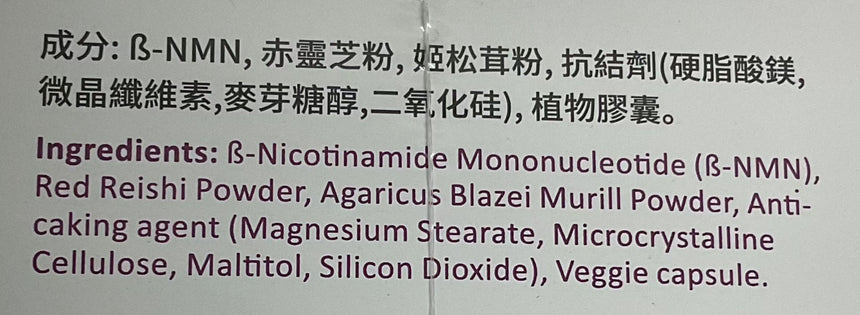 成分: ß-NMN, 赤靈芝粉, 姬松茸粉, 抗結劑(硬脂酸鎂,
微晶纖維素,麥芽糖醇,二氧化硅), 植物膠囊。
Ingredients: ß-Nicotinamide Mononucleotide (ß-NMN),
Red Reishi Powder, Agaricus Blazei Murill Powder, Anti-
caking agent (Magnesium Stearate, Microcrystalline
Cellulose, Maltitol, Silicon Dioxide), Veggie capsule.